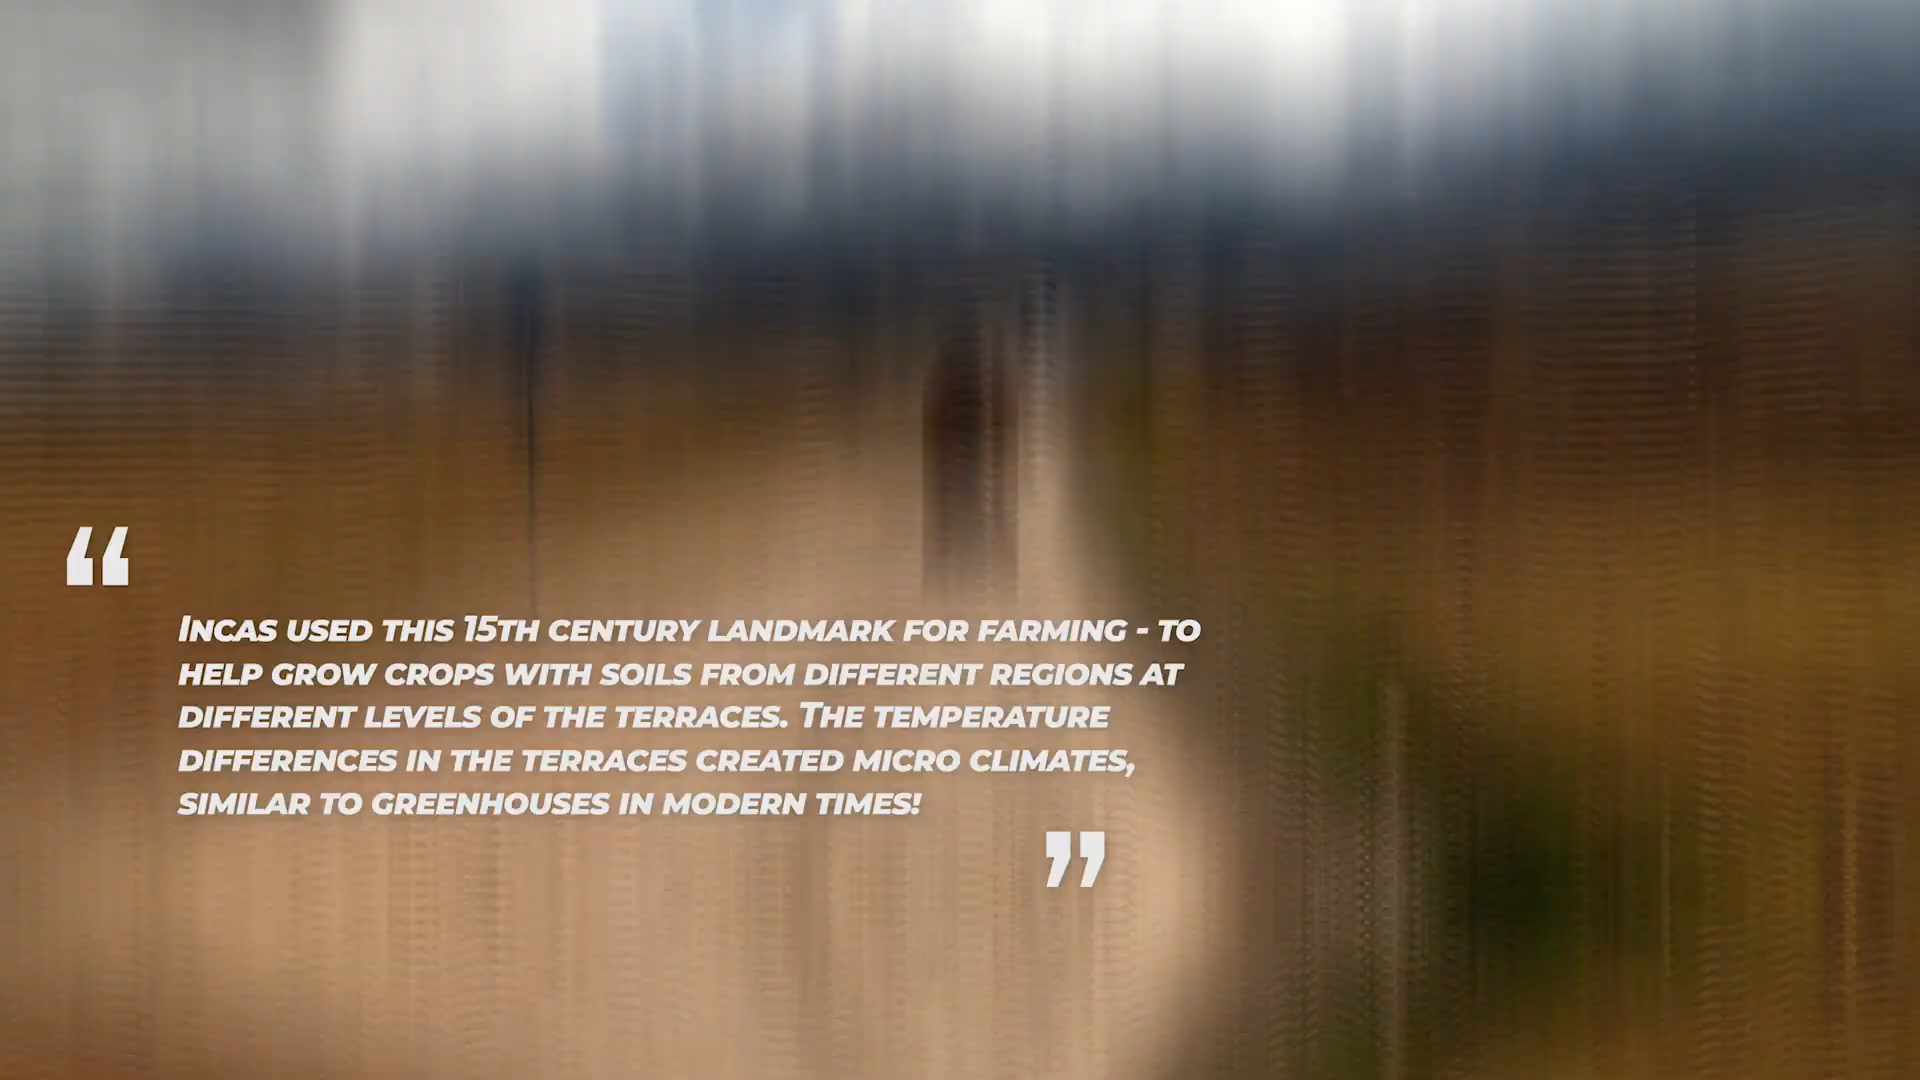 “
Incas used this 15th century landmark for farming - to
help grow crops with soils from different regions at
different levels of the terraces. The temperature
differences in the terraces created micro climates,
similar to greenhouses in modern times!
”